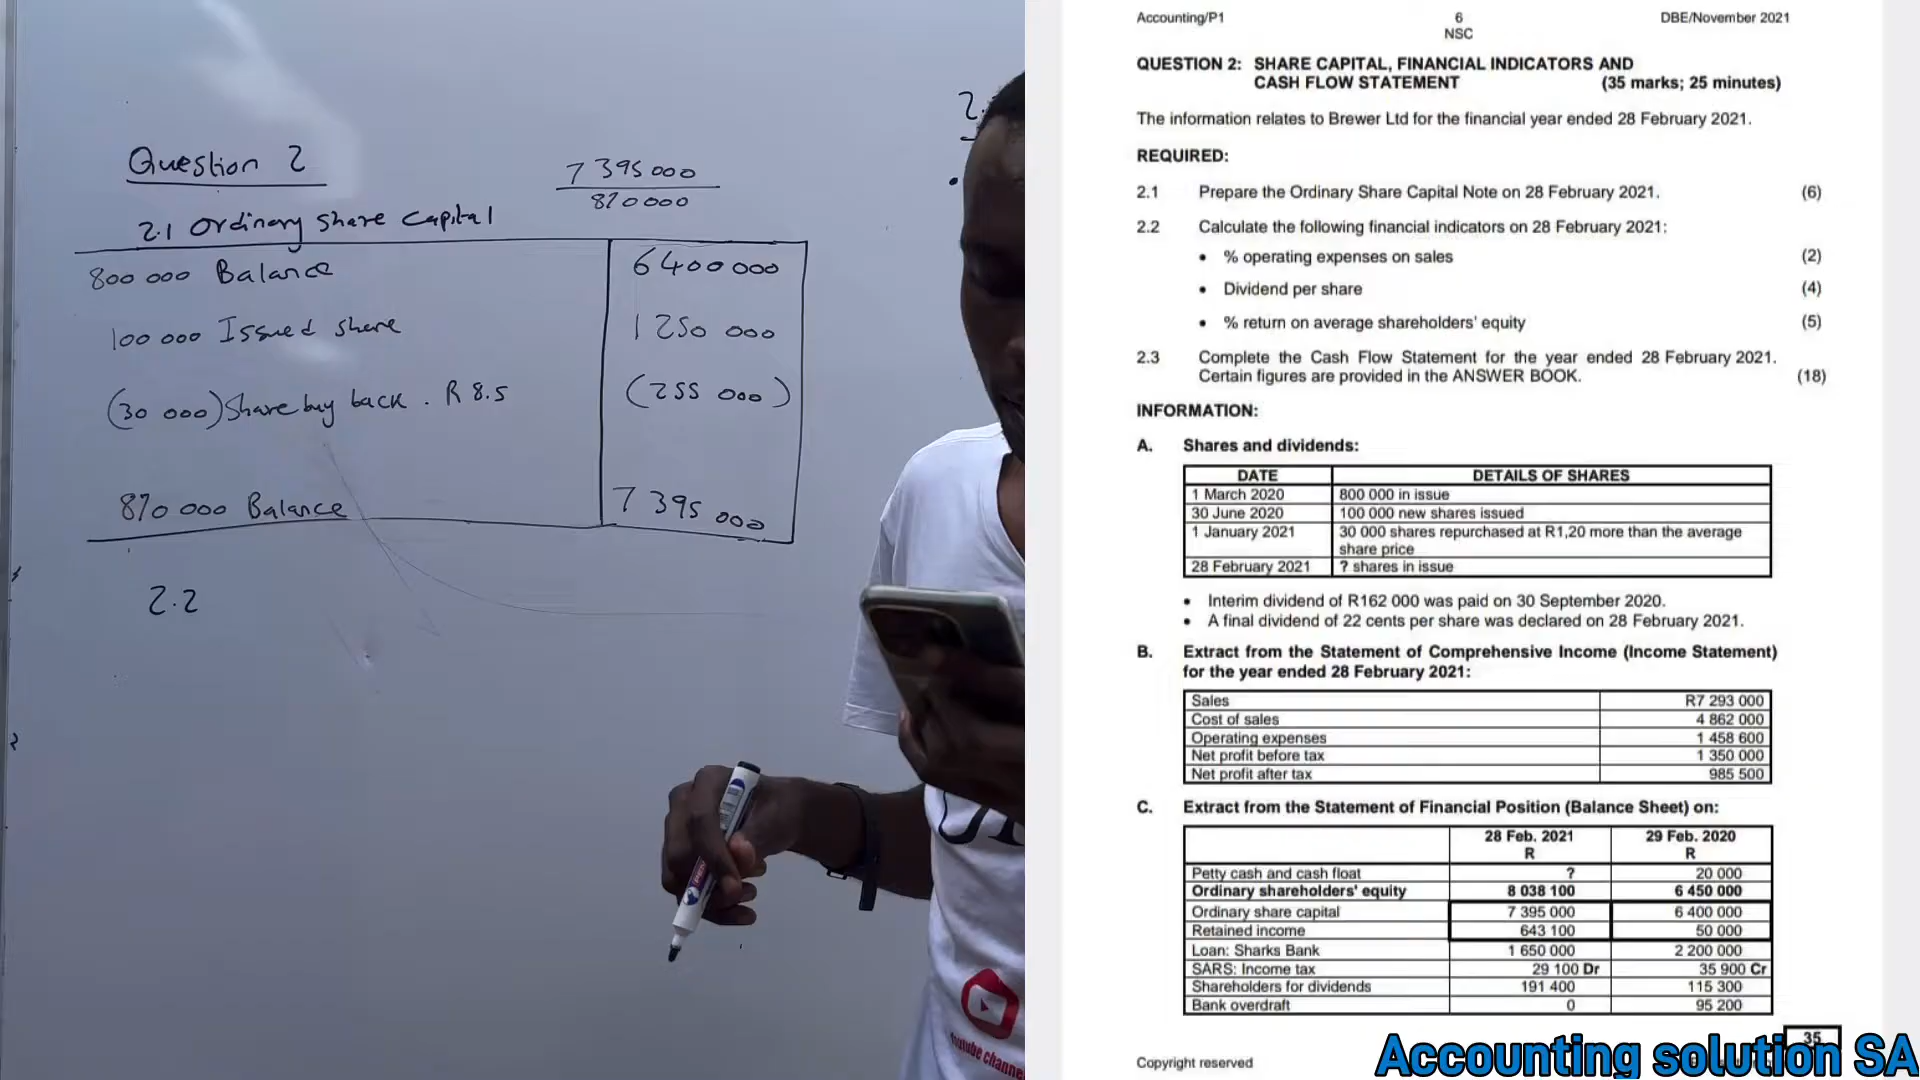 Question 2
7 395 000
870 000
2.1 Ordinary share capital
800 000 Balance 6 400 000
100 000 Issued share 1 250 000
(30 000) Share buy back . R 8.5 (255 000)
870 000 Balance 7 395 000
2.2
2.
Accounting/P1 6 DBE/November 2021
NSC
QUESTION 2: SHARE CAPITAL, FINANCIAL INDICATORS AND
CASH FLOW STATEMENT (35 marks; 25 minutes)
The information relates to Brewer Ltd for the financial year ended 28 February 2021.
REQUIRED:
2.1 Prepare the Ordinary Share Capital Note on 28 February 2021. (6)
2.2 Calculate the following financial indicators on 28 February 2021:
• % operating expenses on sales (2)
• Dividend per share (4)
• % return on average shareholders' equity (5)
2.3 Complete the Cash Flow Statement for the year ended 28 February 2021.
Certain figures are provided in the ANSWER BOOK. (18)
INFORMATION:
A. Shares and dividends:
DATE DETAILS OF SHARES
1 March 2020 800 000 in issue
30 June 2020 100 000 new shares issued
1 January 2021 30 000 shares repurchased at R1,20 more than the average
share price
28 February 2021 ? shares in issue
• Interim dividend of R162 000 was paid on 30 September 2020.
• A final dividend of 22 cents per share was declared on 28 February 2021.
B. Extract from the Statement of Comprehensive Income (Income Statement)
for the year ended 28 February 2021:
Sales R7 293 000
Cost of sales 4 862 000
Operating expenses 1 458 600
Net profit before tax 1 350 000
Net profit after tax 985 500
C. Extract from the Statement of Financial Position (Balance Sheet) on:
28 Feb. 2021 29 Feb. 2020
R R
Petty cash and cash float ? 20 000
Ordinary shareholders' equity 8 038 100 6 450 000
Ordinary share capital 7 395 000 6 400 000
Retained income 643 100 50 000
Loan: Sharks Bank 1 650 000 2 200 000
SARS: Income tax 29 100 Dr 35 900 Cr
Shareholders for dividends 191 400 115 300
Bank overdraft 0 95 200
35
Copyright reserved
Accounting solution SA
youtube channel